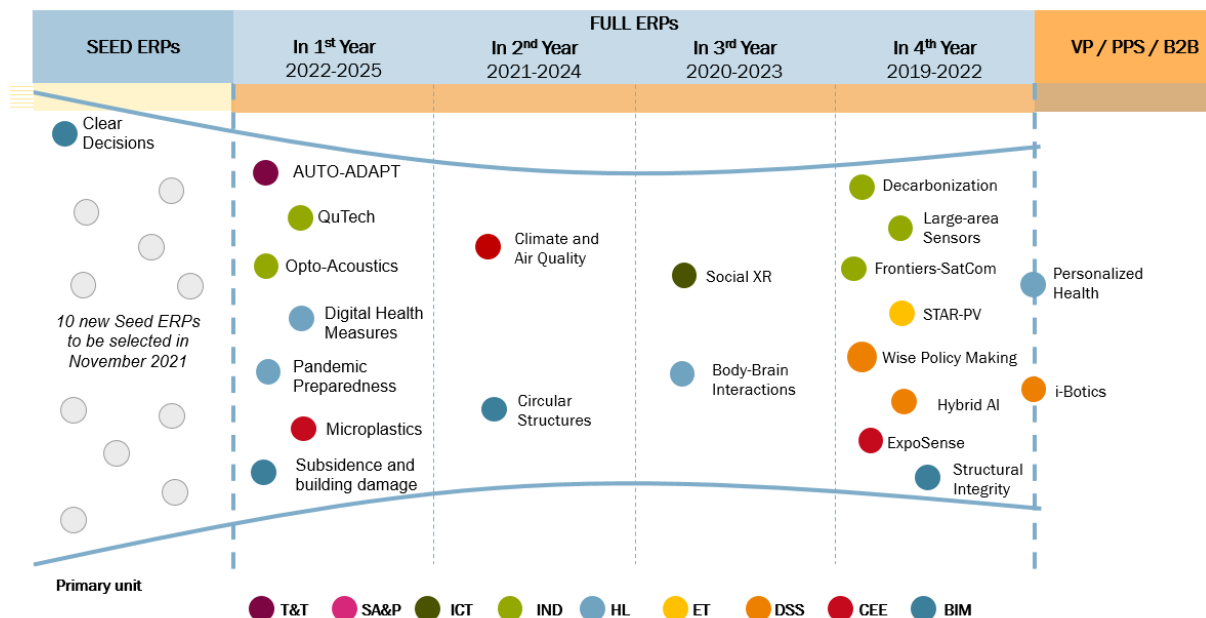 SEED ERPs
FULL ERPs
In 1st Year
2022-2025
In 2nd Year
2021-2024
In 3rd Year
2020-2023
In 4th Year
2019-2022
VP / PPS / B2B
Clear
Decisions
10 new Seed ERPs
to be selected in
November 2021
AUTO-ADAPT
QuTech
Opto-Acoustics
Digital Health
Measures
Pandemic
Preparedness
Microplastics
Subsidence and
building damage
Climate and
Air Quality
Circular
Structures
Social XR
Body-Brain
Interactions
Decarbonization
Large-area
Sensors
Frontiers-SatCom
STAR-PV
Wise Policy Making
Hybrid AI
ExpoSense
Structural
Integrity
Personalized
Health
i-Botics
Primary unit
T&T
SA&P
ICT
IND
HL
ET
DSS
CEE
BIM